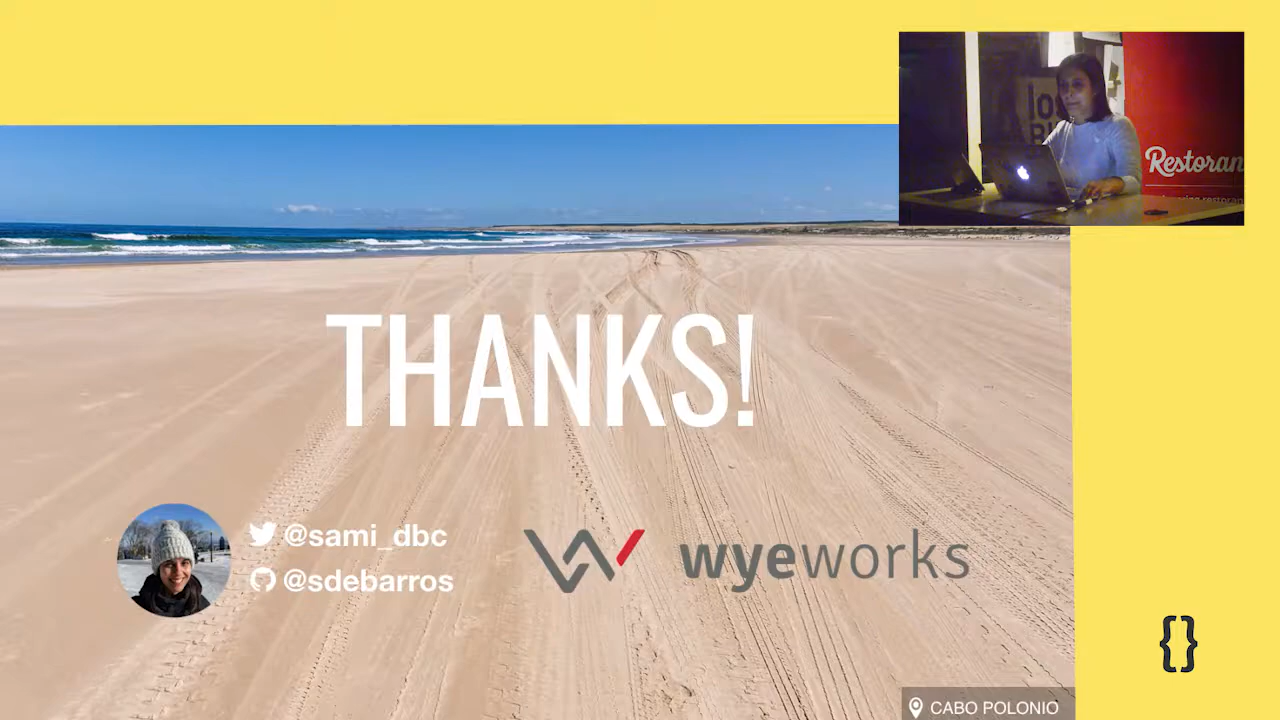 Restoran
THANKS!
@sami_dbc
@sdebarros
wyeworks
{}
CABO POLONIO